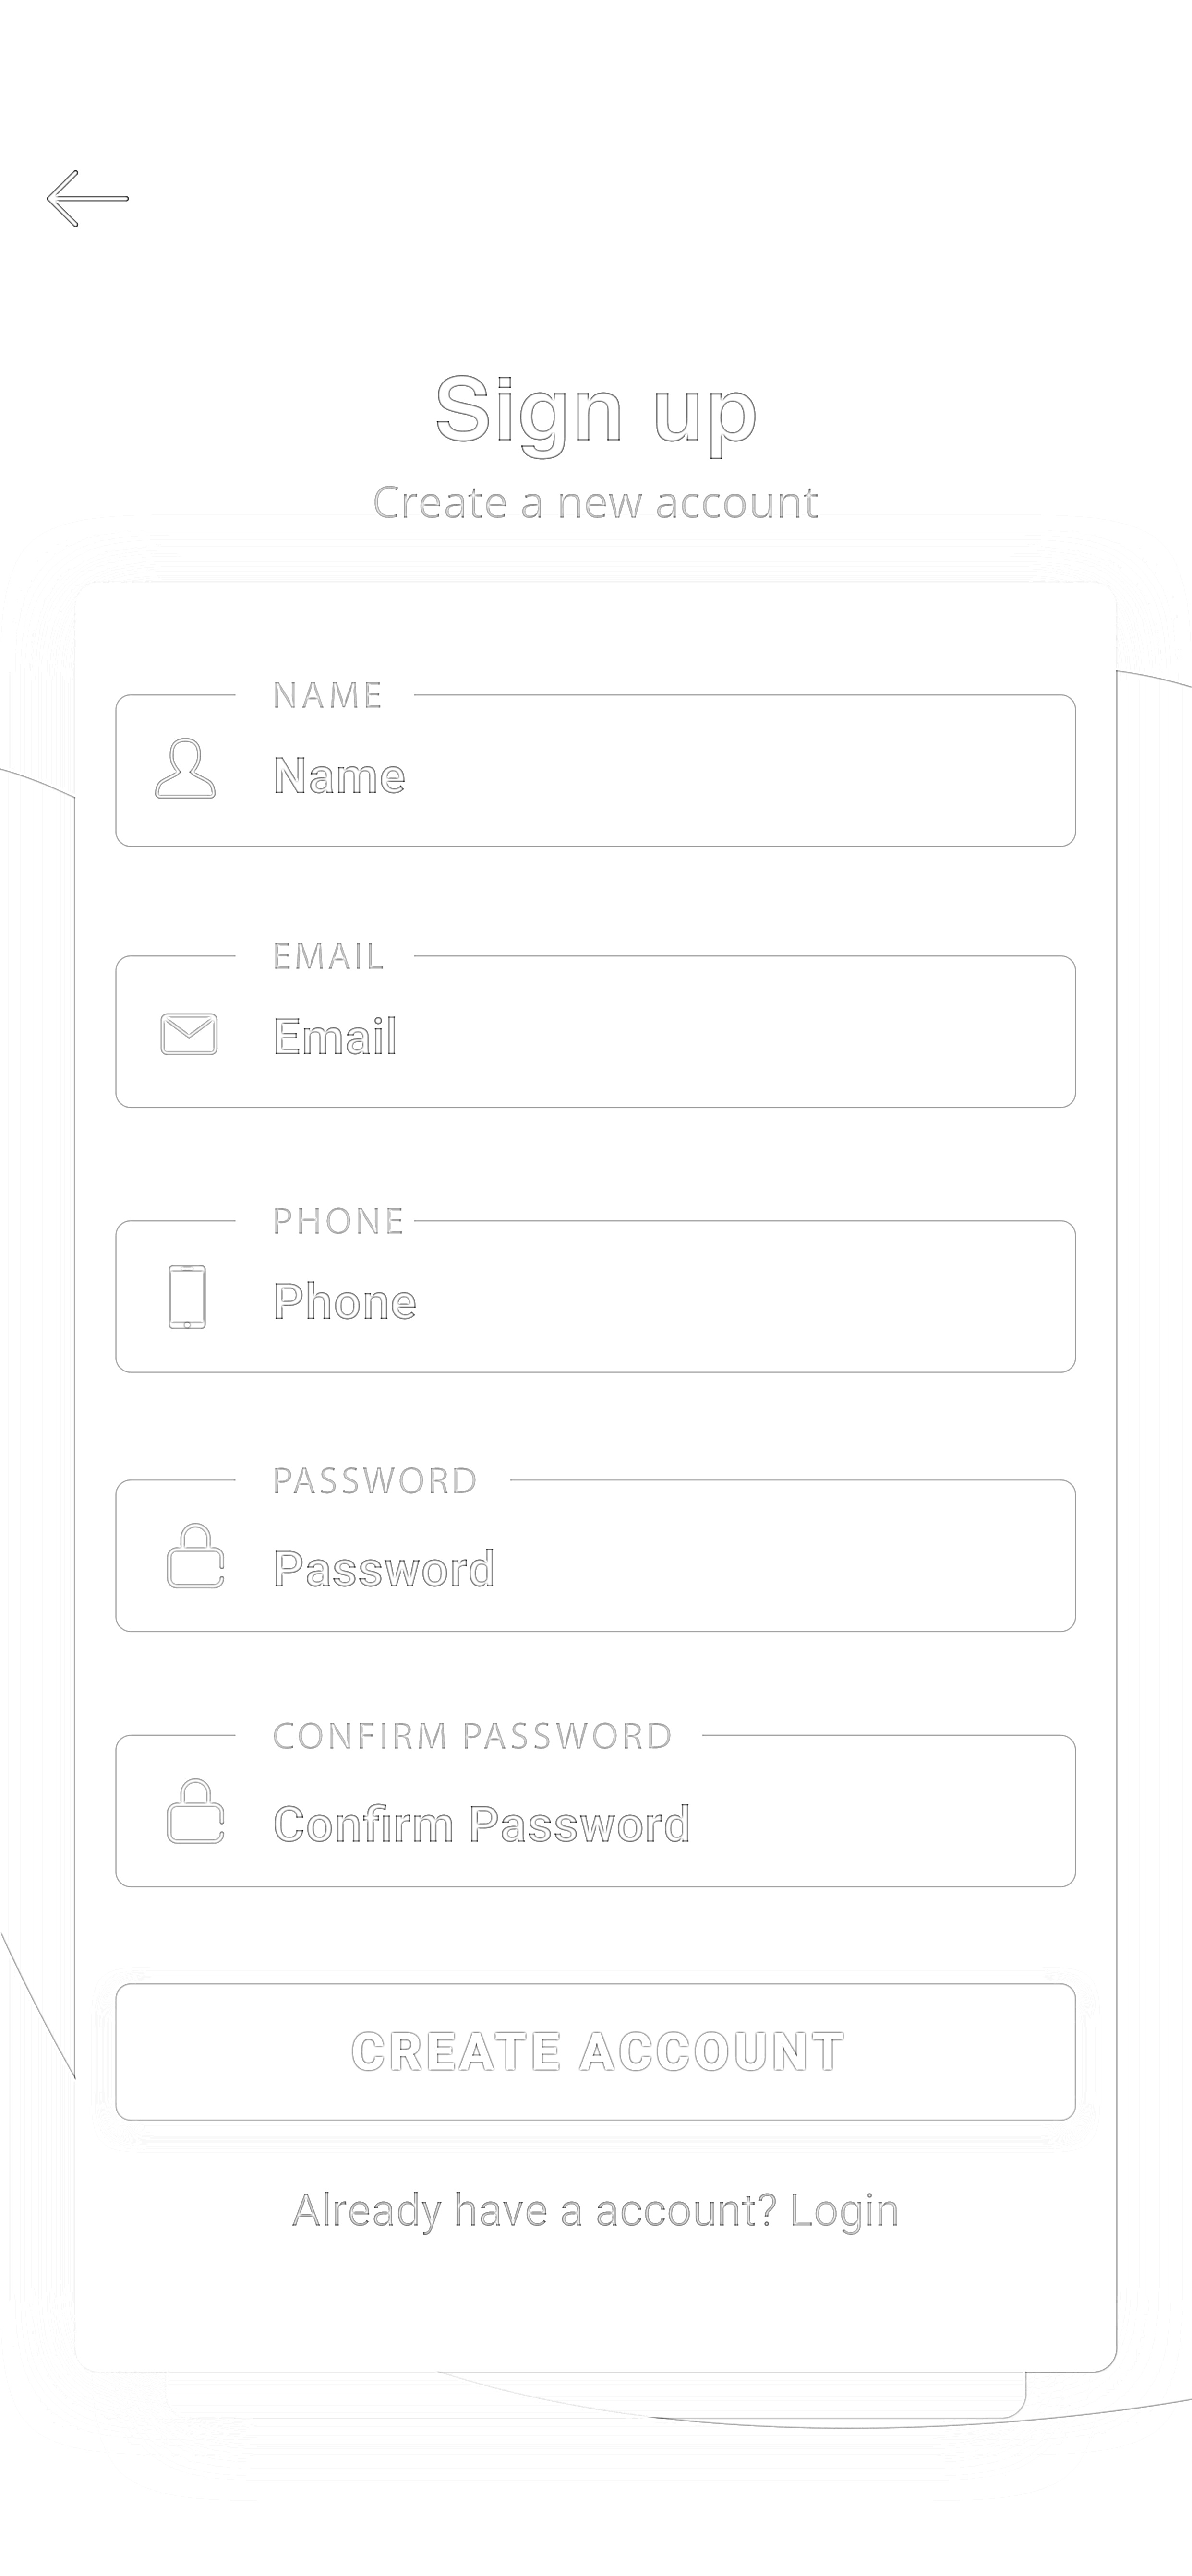 Sign up
Create a new account
NAME
Name
EMAIL
Email
PHONE
Phone
PASSWORD
Password
CONFIRM PASSWORD
Confirm Password
CREATE ACCOUNT
Already have a account? Login